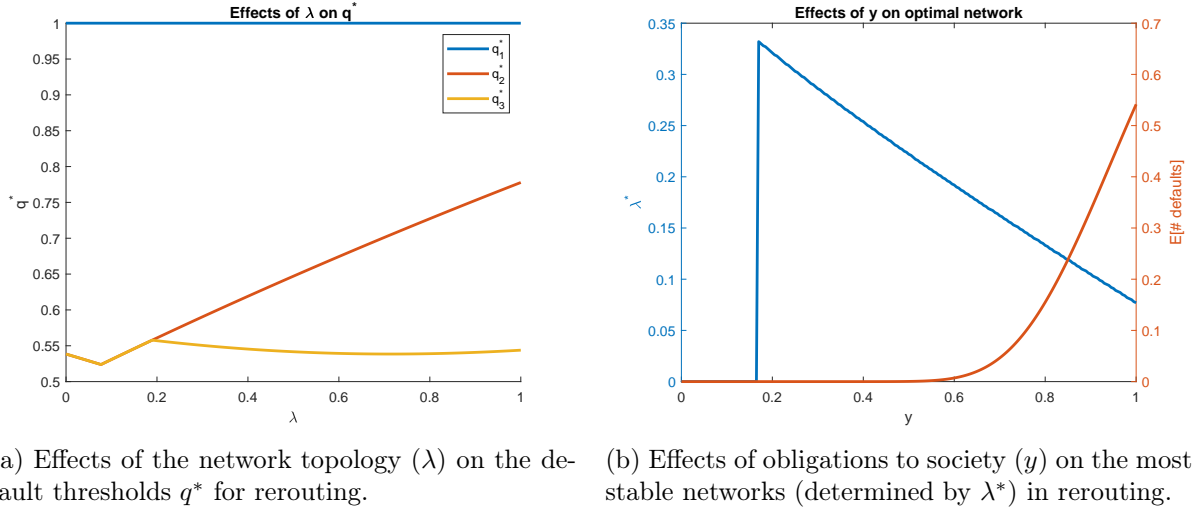 Effects of λ on q*
1
0.95
0.9
0.85
0.8
0.75
0.7
0.65
0.6
0.55
0.5
q*
0 0.2 0.4 0.6 0.8 1
λ
q*1
q*2
q*3
Effects of y on optimal network
0.35
0.3
0.25
0.2
0.15
0.1
0.05
0
λ*
0.7
0.6
0.5
0.4
0.3
0.2
0.1
0
E[# defaults]
0 0.2 0.4 0.6 0.8 1
y
a) Effects of the network topology (λ) on the de-
ault thresholds q* for rerouting.
(b) Effects of obligations to society (y) on the most
stable networks (determined by λ*) in rerouting.